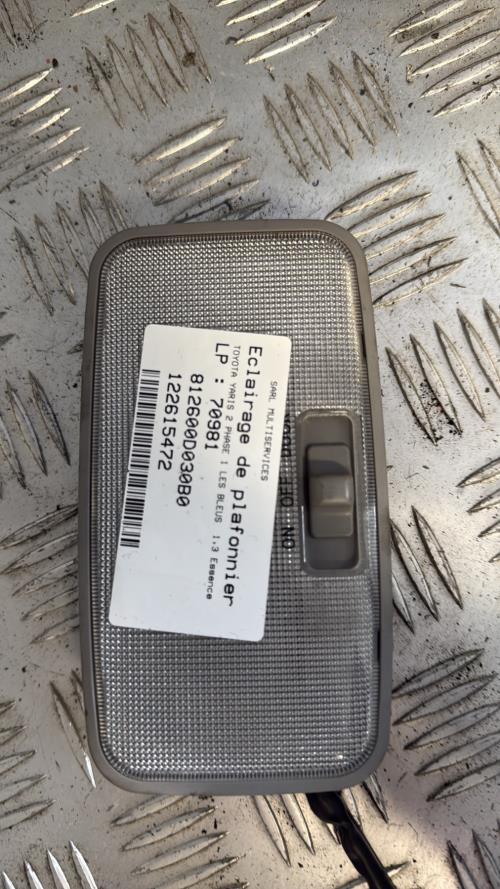 SARL MULTISERVICES
Eclairage de plafonnier
TOYOTA YARIS 2 PHASE 1 LES BLEUS 1.3 Essence
LP : 70981
812600D030B0
122615472
DOOR OFF ON